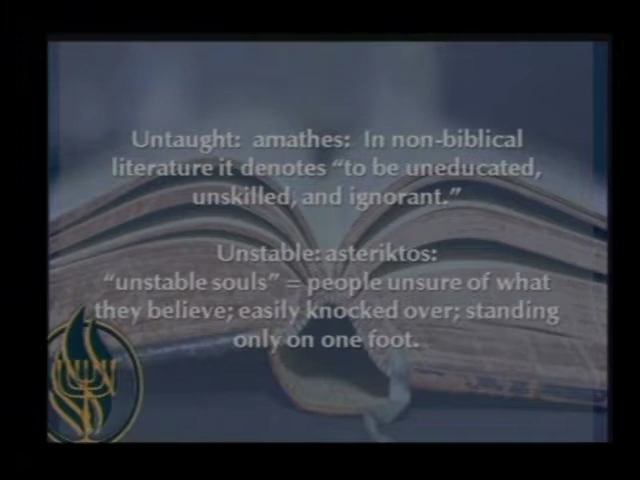 Untaught:  amathes:  In non-biblical
literature it denotes “to be uneducated,
unskilled, and ignorant.”
Unstable: asteriktos:
“unstable souls” = people unsure of what
they believe; easily knocked over; standing
only on one foot.